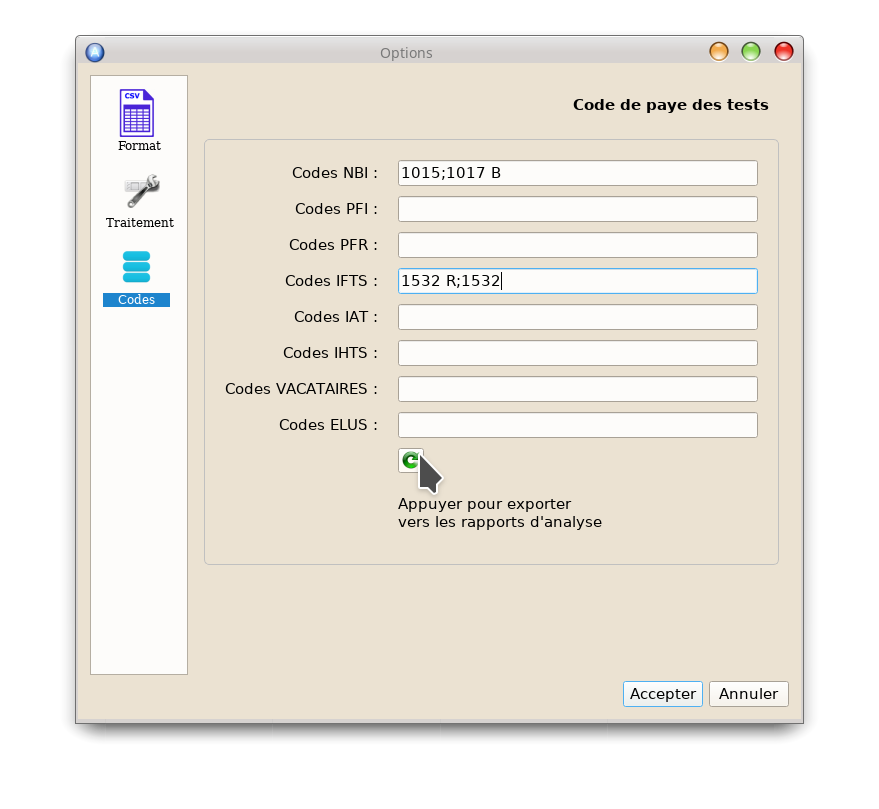 Options
CSV
Format
Traitement
Codes
Code de paye des tests
Codes NBI : 1015;1017 B
Codes PFI :
Codes PFR :
Codes IFTS : 1532 R;1532
Codes IAT :
Codes IHTS :
Codes VACATAIRES :
Codes ELUS :
Appuyer pour exporter
vers les rapports d'analyse
Accepter Annuler